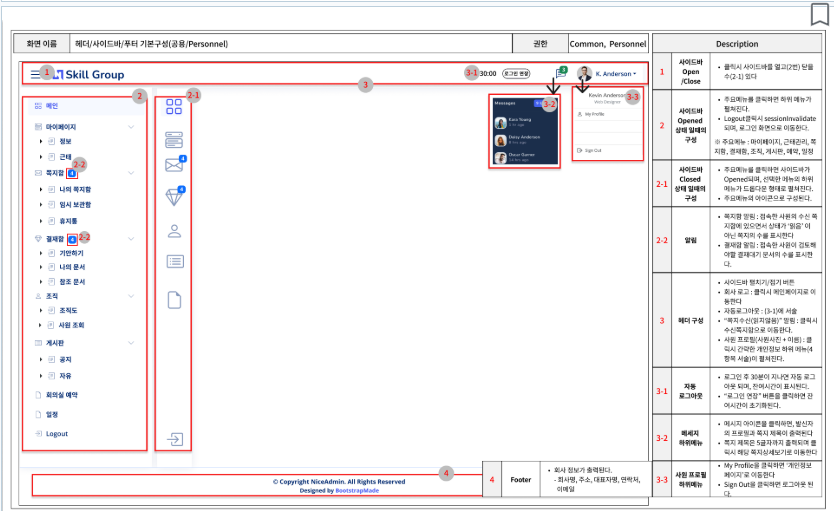 화면 이름
헤더/사이드바/푸터 기본구성(공용/Personnel)
권한
Common, Personnel
Description
1
Skill Group
3-1
30:00
로그인 연장
3
K. Anderson
3
2
메인
마이페이지
정보
근태
2-2
쪽지함
4
나의 쪽지함
임시 보관함
휴지통
결재함
4
2-2
기안하기
나의 문서
참조 문서
조직
조직도
사원 조회
게시판
공지
자유
회의실 예약
일정
Logout
2-1
4
4
3-2
Messages
Kate Young
Daisy Anderson
3-3
Kevin Anderson
Web Designer
My Profile
Sign Out
4
© Copyright NiceAdmin. All Rights Reserved
Designed by BootstrapMade
4
Footer
• 회사 정보가 출력된다.
- 회사명, 주소, 대표자명, 연락처,
이메일
1
사이드바
Open
/Close
• 클릭시 사이드바를 열고(2번) 닫을
수(2-1) 있다
2
사이드바
Opened
상태 일때의
구성
• 주요메뉴를 클릭하면 하위 메뉴가
펼쳐진다.
• Logout클릭시 sessionInvalidate
되며, 로그인 화면으로 이동한다.
※ 주요메뉴 : 마이페이지, 근태관리, 쪽
지함, 결재함, 조직, 게시판, 예약, 일정
2-1
사이드바
Closed
상태 일때의
구성
• 주요메뉴를 클릭하면 사이드바가
Opened되며, 선택한 메뉴의 하위
메뉴가 드롭다운 형태로 펼쳐진다.
• 주요메뉴의 아이콘으로 구성된다.
2-2
알림
• 쪽지함 알림 : 접속한 사원의 수신 쪽
지함에 있으면서 상태가 '읽음' 이
아닌 쪽지의 수를 표시한다
• 결재함 알림 : 접속한 사원이 검토해
야할 결재대기 문서의 수를 표시한
다.
3
헤더 구성
• 사이드바 펼치기/접기 버튼
• 회사 로고 : 클릭시 메인페이지로 이
동한다
• 자동로그아웃 : (3-1)에 서술
• "쪽지수신(읽지않음)" 알림 : 클릭시
수신쪽지함으로 이동한다.
• 사원 프로필(사원사진 + 이름) : 클
릭시 간략한 개인정보 하위 메뉴(4
항목 서술)이 펼쳐진다.
3-1
자동
로그아웃
• 로그인 후 30분이 지나면 자동 로그
아웃 되며, 잔여시간이 표시된다.
• "로그인 연장" 버튼을 클릭하면 잔
여시간이 초기화된다.
3-2
메세지
하위메뉴
• 메시지 아이콘을 클릭하면, 발신자
의 프로필과 쪽지 제목이 출력된다
• 쪽지 제목은 5글자까지 출력되며 클
릭시 해당 쪽지상세보기로 이동한다
3-3
사원 프로필
하위메뉴
• My Profile을 클릭하면 '개인정보
페이지'로 이동한다
• Sign Out을 클릭하면 로그아웃 된
다.